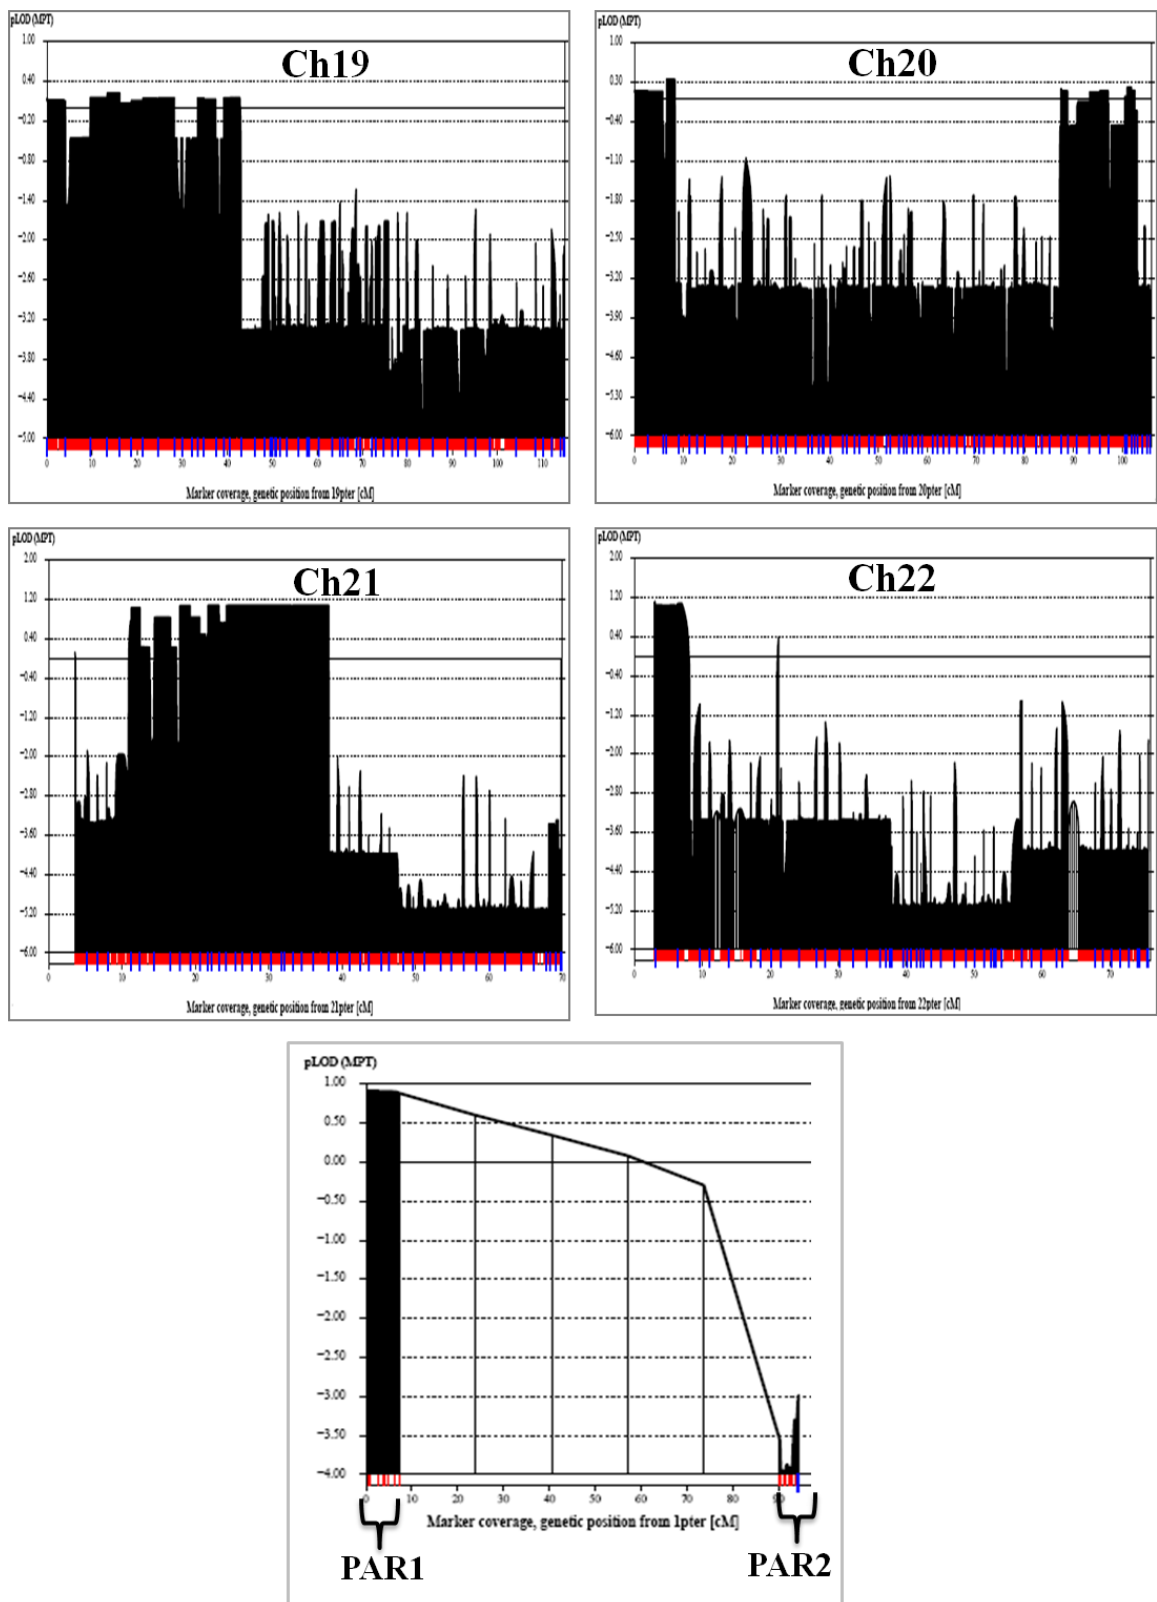 pLOD (MPT)
Ch19
1.00
0.40
−0.20
−0.80
−1.40
−2.00
−2.60
−3.20
−3.80
−4.40
−5.00
0 10 20 30 40 50 60 70 80 90 100 110
Marker coverage, genetic position from 19pter [cM]
pLOD (MPT)
Ch20
1.00
0.30
−0.40
−1.10
−1.80
−2.50
−3.20
−3.90
−4.60
−5.30
−6.00
0 10 20 30 40 50 60 70 80 90 100
Marker coverage, genetic position from 20pter [cM]
pLOD (MPT)
Ch21
2.00
1.20
0.40
−0.40
−1.20
−2.00
−2.80
−3.60
−4.40
−5.20
−6.00
0 10 20 30 40 50 60 70
Marker coverage, genetic position from 21pter [cM]
pLOD (MPT)
Ch22
2.00
1.20
0.40
−0.40
−1.20
−2.00
−2.80
−3.60
−4.40
−5.20
−6.00
0 10 20 30 40 50 60 70
Marker coverage, genetic position from 22pter [cM]
pLOD (MPT)
1.00
0.50
0.00
−0.50
−1.00
−1.50
−2.00
−2.50
−3.00
−3.50
−4.00
0 10 20 30 40 50 60 70 80 90
Marker coverage, genetic position from 1pter [cM]
PAR1 PAR2